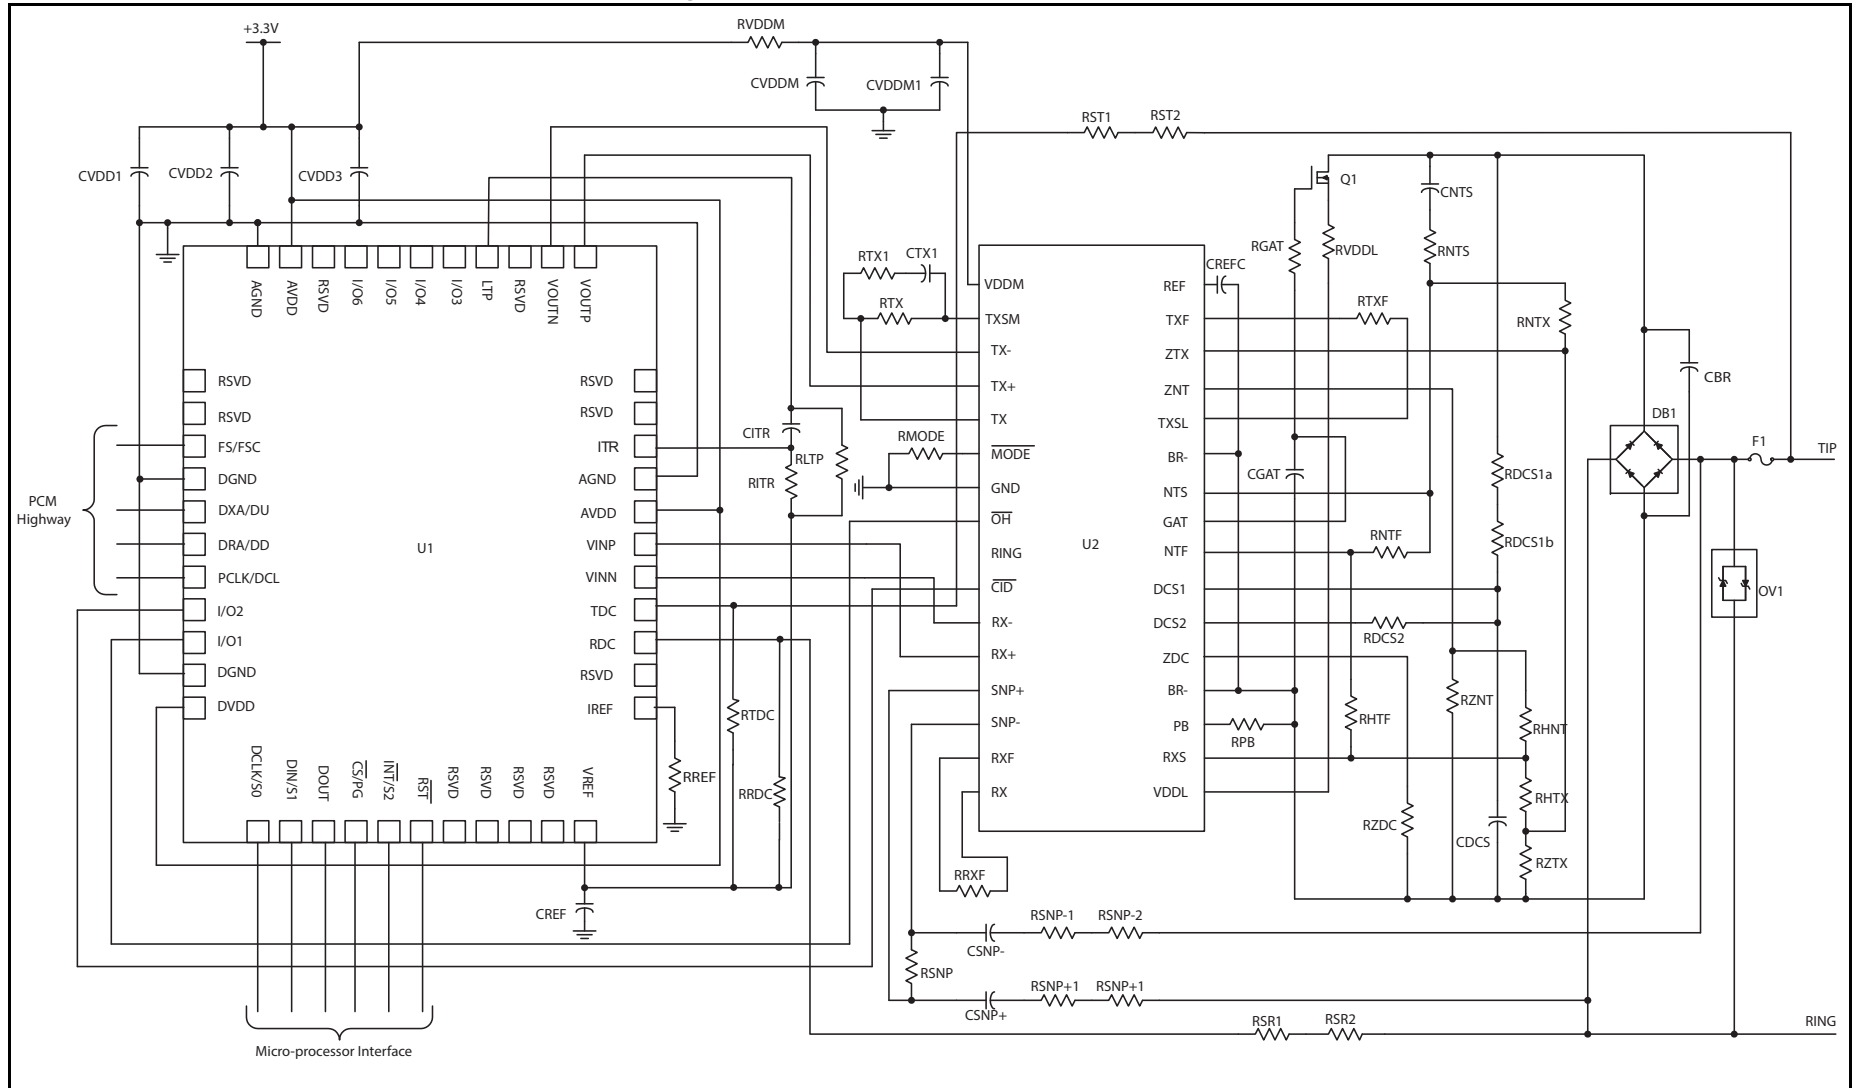 +3.3V
RVDDM
CVDDM
CVDDM1
RST1
RST2
CVDD1
CVDD2
CVDD3
Q1
CNTS
RGAT
RVDDL
RNTS
RTX1
CTX1
RTX
CREFC
RTXF
RNTX
CBR
DB1
F1
TIP
OV1
AGND
AVDD
RSVD
I/O6
I/O5
I/O4
I/O3
LTP
RSVD
VOUTN
VOUTP
RSVD
RSVD
FS/FSC
DGND
DXA/DU
DRA/DD
PCLK/DCL
I/O2
I/O1
DGND
DVDD
PCM
Highway
U1
RSVD
RSVD
ITR
AGND
AVDD
VINP
VINN
TDC
RDC
RSVD
IREF
DCLK/S0
DIN/S1
DOUT
CS/PG
INT/S2
RST
RSVD
RSVD
RSVD
RSVD
VREF
CITR
RLTP
RITR
RMODE
RTDC
RREF
RRDC
CREF
VDDM
TXSM
TX-
TX+
TX
MODE
GND
OH
RING
CID
RX-
RX+
SNP+
SNP-
RXF
RX
U2
REF
TXF
ZTX
ZNT
TXSL
BR-
NTS
GAT
NTF
DCS1
DCS2
ZDC
BR-
PB
RXS
VDDL
CGAT
RNTF
RDCS1a
RDCS1b
RDCS2
RPB
RHTF
RZNT
RHNT
RHTX
RZDC
CDCS
RZTX
RRXF
RSNP-1
RSNP-2
CSNP-
RSNP
RSNP+1
RSNP+1
CSNP+
RSR1
RSR2
RING
Micro-processor Interface